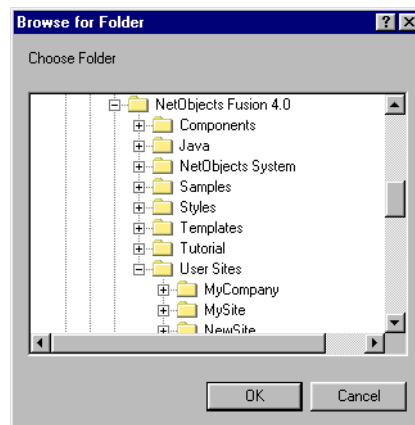 Browse for Folder
Choose Folder
NetObjects Fusion 4.0
Components
Java
NetObjects System
Samples
Styles
Templates
Tutorial
User Sites
MyCompany
MySite
NewSite
OK
Cancel